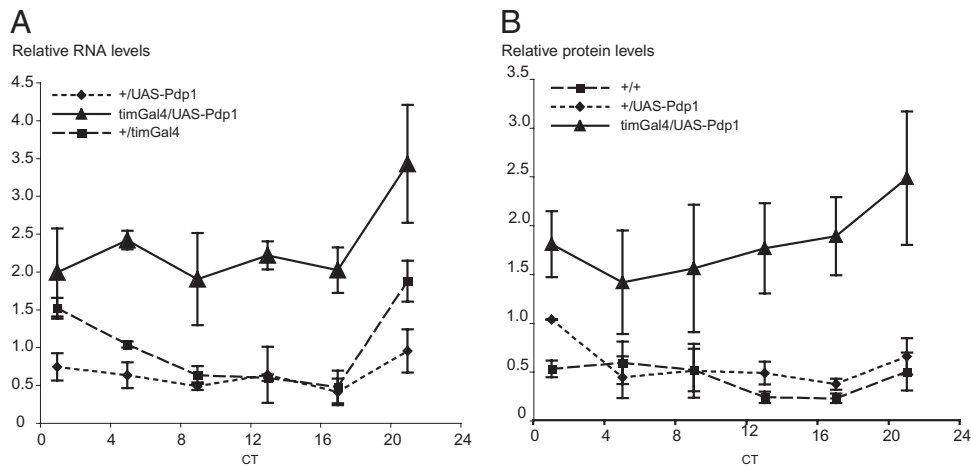 A
Relative RNA levels
4.5
4.0
3.5
3.0
2.5
2.0
1.5
1.0
0.5
0
+/UAS-Pdp1
timGal4/UAS-Pdp1
+/timGal4
0 4 8 12 16 20 24
CT
B
Relative protein levels
3.5
3.0
2.5
2.0
1.5
1.0
0.5
0
+/+
+/UAS-Pdp1
timGal4/UAS-Pdp1
0 4 8 12 16 20 24
CT